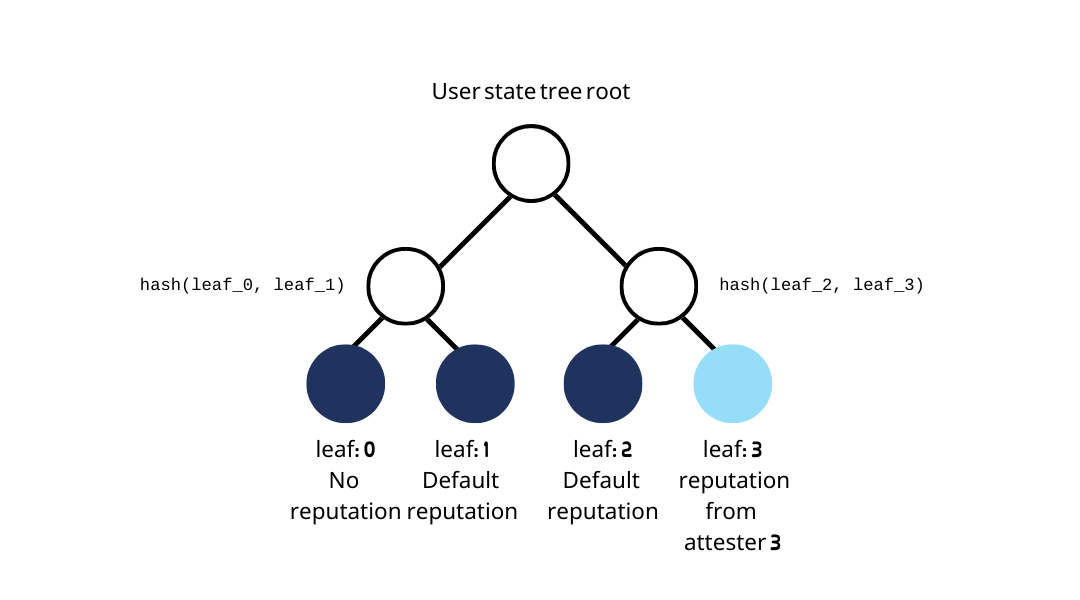 User state tree root
hash(leaf_0, leaf_1)
hash(leaf_2, leaf_3)
leaf: 0
No
reputation
leaf: 1
Default
reputation
leaf: 2
Default
reputation
leaf: 3
reputation
from
attester 3